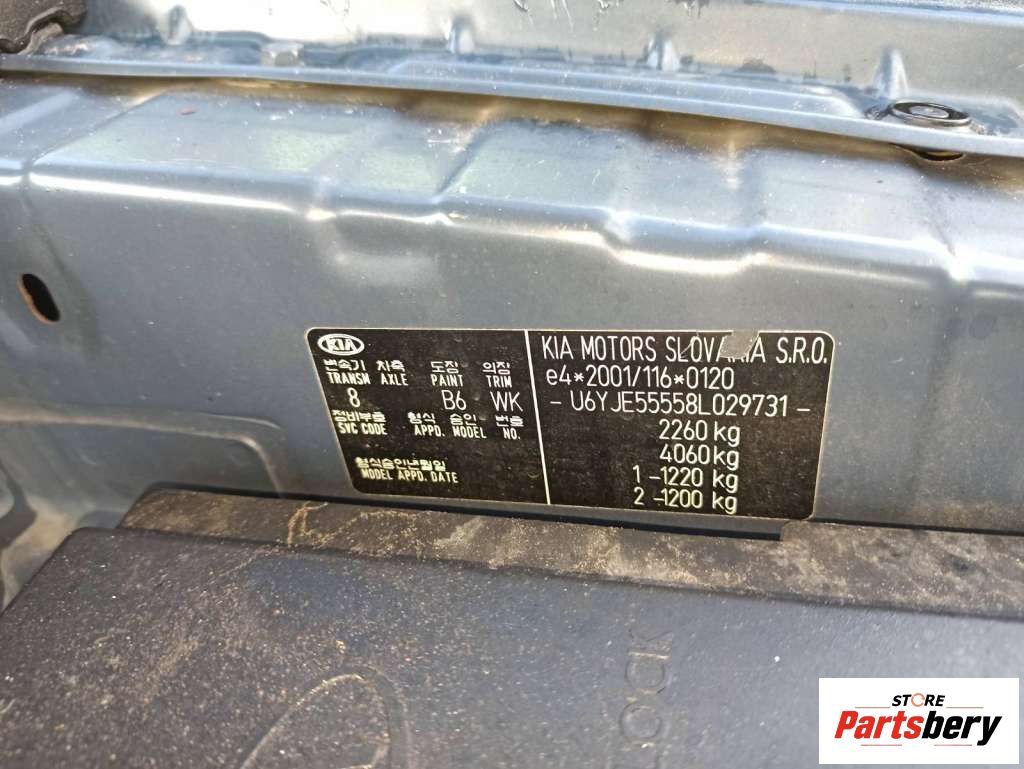 KIA
변속기 차축 도장 의장
TRANSM AXLE PAINT TRIM
8 B6 WK
정비부호 형식 승인 번호
SVC CODE APPD. MODEL NO.
형식승인년월일
MODEL APPD. DATE
KIA MOTORS SLOVAKIA S.R.O.
e4*2001/116*0120
- U6YJE55558L029731 -
2260 kg
4060 kg
1 -1220 kg
2 -1200 kg
STORE
Partsbery